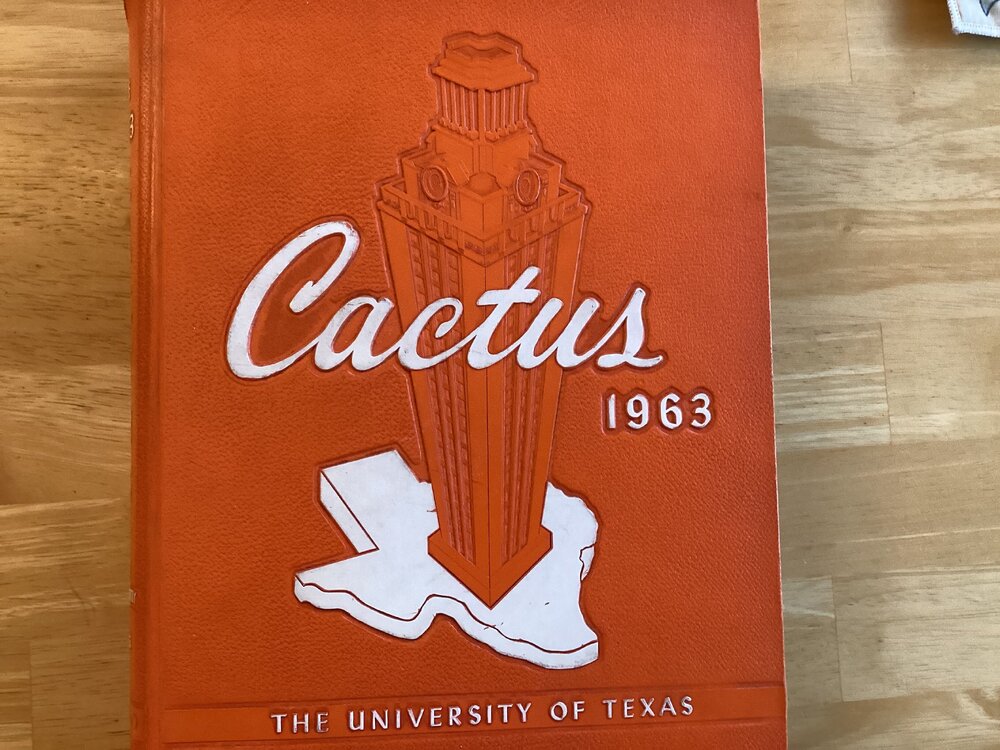 Cactus
1963
THE UNIVERSITY OF TEXAS